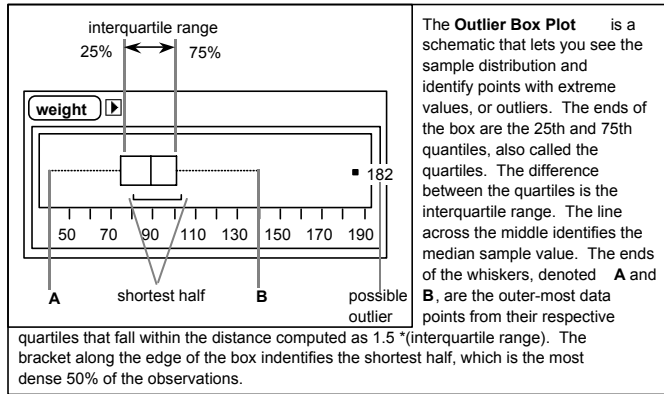 interquartile range
25% 75%
weight
182
50 70 90 110 130 150 170 190
A shortest half B possible
outlier
The Outlier Box Plot is a
schematic that lets you see the
sample distribution and
identify points with extreme
values, or outliers. The ends of
the box are the 25th and 75th
quantiles, also called the
quartiles. The difference
between the quartiles is the
interquartile range. The line
across the middle identifies the
median sample value. The ends
of the whiskers, denoted A and
B, are the outer-most data
points from their respective
quartiles that fall within the distance computed as 1.5 *(interquartile range). The
bracket along the edge of the box indentifies the shortest half, which is the most
dense 50% of the observations.